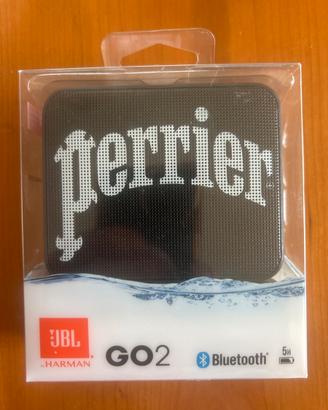 perrier
JBL
by HARMAN
GO2
Bluetooth®
5H